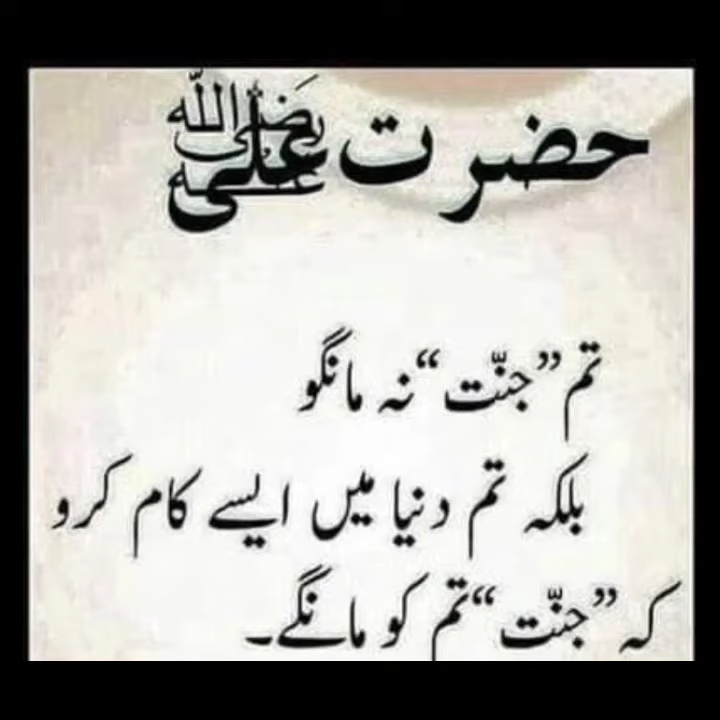 حضرت علی رضی اللہ عنہ
تم ”جنّت“ نہ مانگو
بلکہ تم دنیا میں ایسے کام کرو
کہ ”جنّت“ تم کو مانگے۔